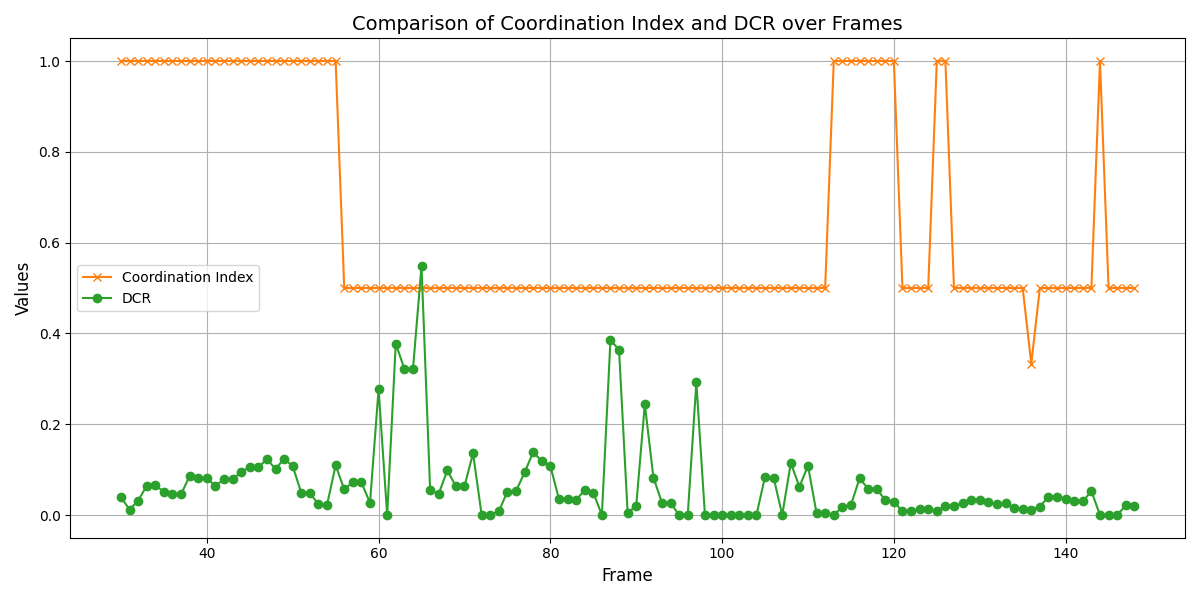 Comparison of Coordination Index and DCR over Frames
Values
1.0
0.8
0.6
0.4
0.2
0.0
Coordination Index
DCR
40 60 80 100 120 140
Frame